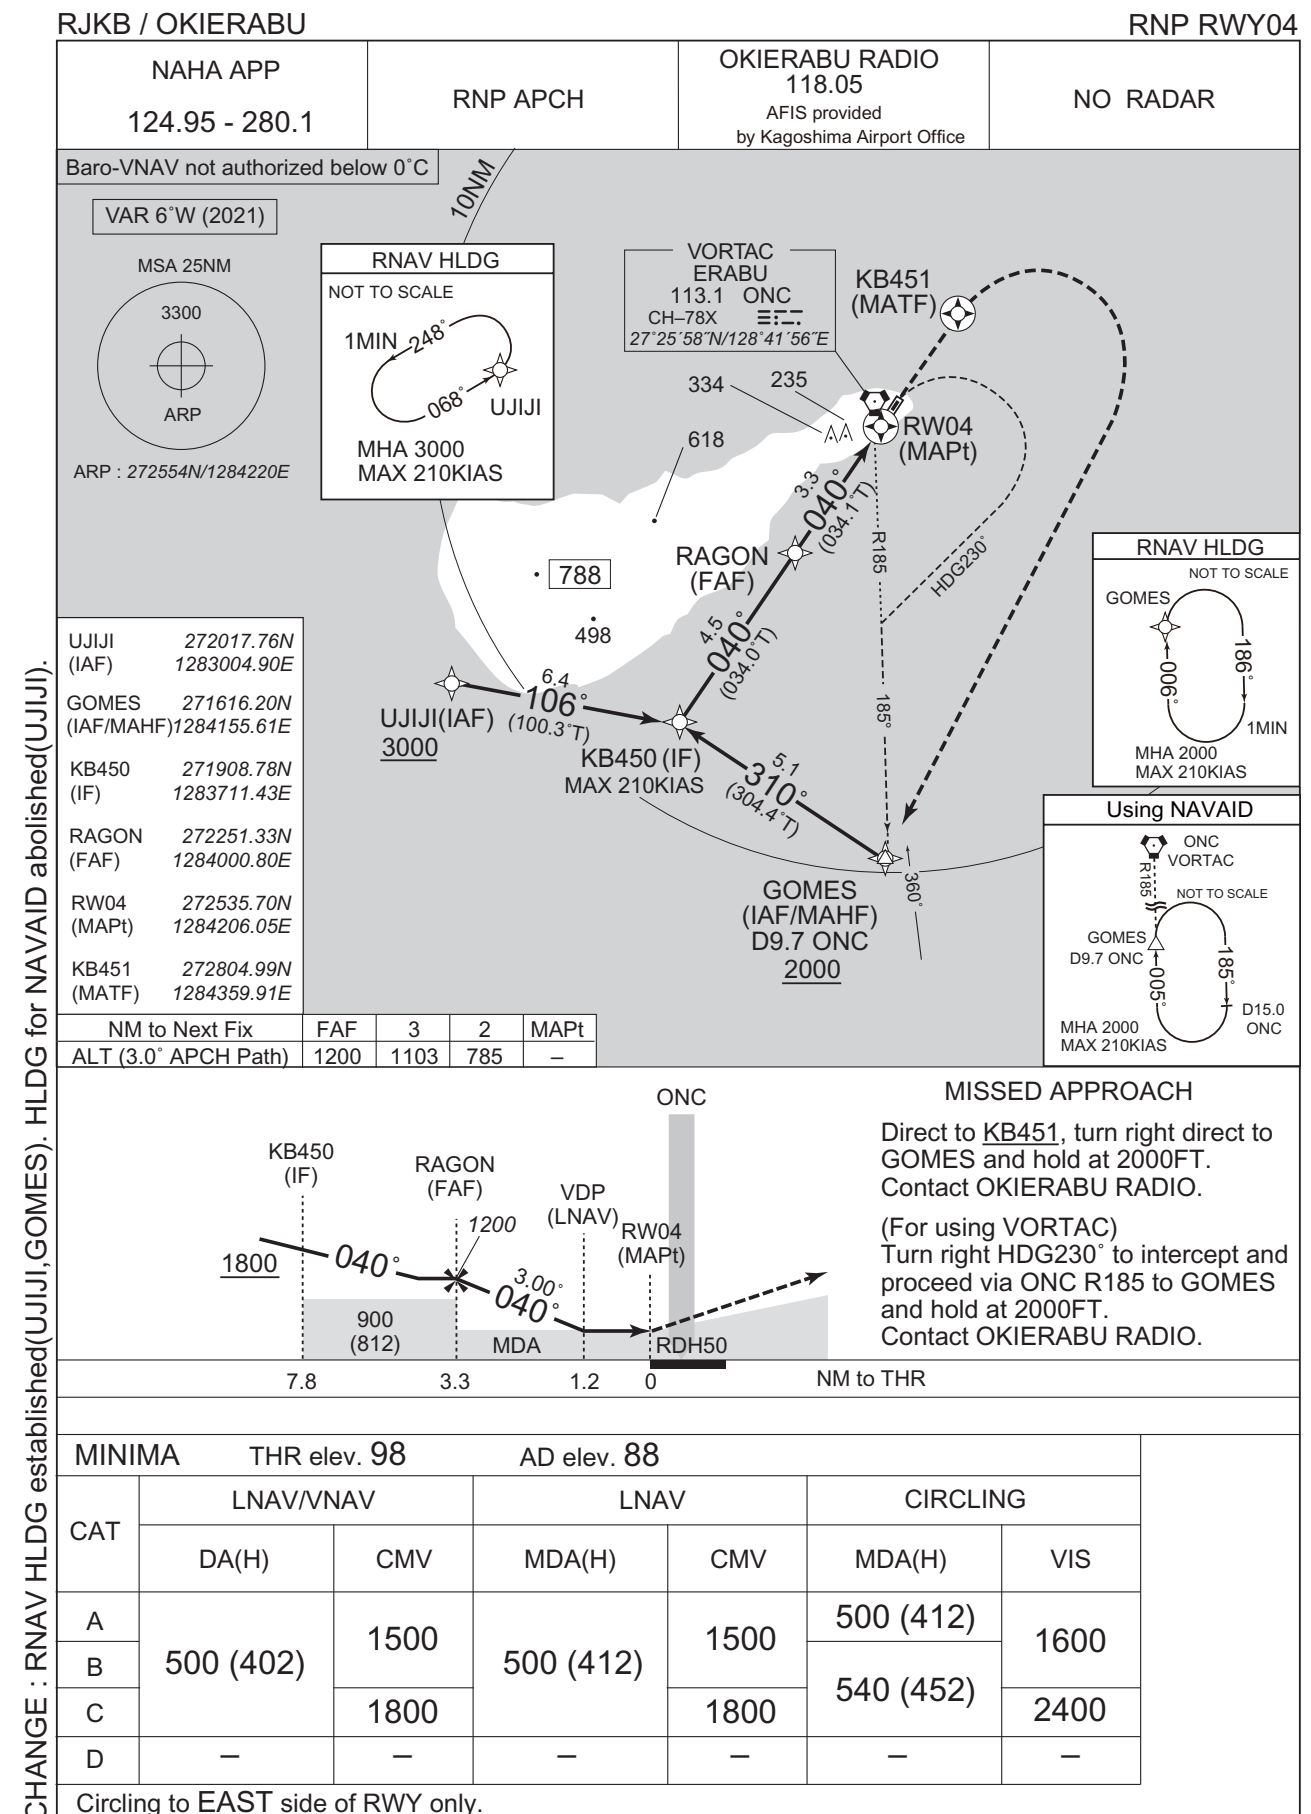 RJKB / OKIERABU
RNP RWY04
NAHA APP
124.95 - 280.1
RNP APCH
OKIERABU RADIO
118.05
AFIS provided
by Kagoshima Airport Office
NO RADAR
Baro-VNAV not authorized below 0˚C
VAR 6˚W (2021)
MSA 25NM
3300
ARP
ARP : 272554N/1284220E
10NM
RNAV HLDG
NOT TO SCALE
1MIN
248˚
068˚
UJIJI
MHA 3000
MAX 210KIAS
VORTAC
ERABU
113.1 ONC
CH–78X
27˚25´58˝N/128˚41´56˝E
KB451
(MATF)
334
235
618
RW04
(MAPt)
3.3
040˚
(034.1˚T)
RAGON
(FAF)
788
498
R185
HDG230˚
4.5
040˚
(034.0˚T)
185˚
RNAV HLDG
NOT TO SCALE
GOMES
186˚
006˚
1MIN
MHA 2000
MAX 210KIAS
6.4
106˚
(100.3˚T)
UJIJI(IAF)
3000
KB450 (IF)
MAX 210KIAS
5.1
310˚
(304.4˚T)
360˚
GOMES
(IAF/MAHF)
D9.7 ONC
2000
Using NAVAID
ONC
VORTAC
R185
NOT TO SCALE
GOMES
D9.7 ONC
185˚
005˚
D15.0
ONC
MHA 2000
MAX 210KIAS
UJIJI 272017.76N
(IAF) 1283004.90E
GOMES 271616.20N
(IAF/MAHF)1284155.61E
KB450 271908.78N
(IF) 1283711.43E
RAGON 272251.33N
(FAF) 1284000.80E
RW04 272535.70N
(MAPt) 1284206.05E
KB451 272804.99N
(MATF) 1284359.91E
NM to Next Fix FAF 3 2 MAPt
ALT (3.0˚ APCH Path) 1200 1103 785 –
KB450
(IF)
RAGON
(FAF)
VDP
(LNAV)
RW04
(MAPt)
ONC
1200
1800
040˚
3.00˚
040˚
900
(812)
MDA
RDH50
7.8 3.3 1.2 0 NM to THR
MISSED APPROACH
Direct to KB451, turn right direct to
GOMES and hold at 2000FT.
Contact OKIERABU RADIO.
(For using VORTAC)
Turn right HDG230˚ to intercept and
proceed via ONC R185 to GOMES
and hold at 2000FT.
Contact OKIERABU RADIO.
MINIMA THR elev. 98 AD elev. 88
CAT LNAV/VNAV LNAV CIRCLING
DA(H) CMV MDA(H) CMV MDA(H) VIS
A
B
C
500 (402)
1500
1800
500 (412)
1500
1800
500 (412)
540 (452)
1600
2400
D – – – – – –
Circling to EAST side of RWY only.
CHANGE : RNAV HLDG established(UJIJI,GOMES). HLDG for NAVAID abolished(UJIJI).